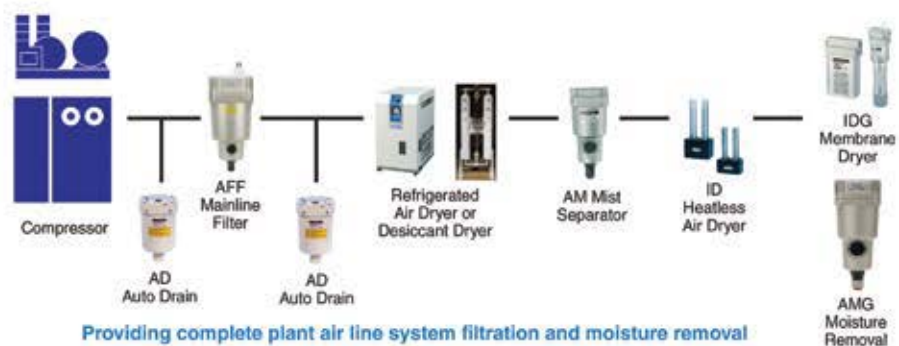 Compressor
AD
Auto Drain
AFF
Mainline
Filter
AD
Auto Drain
Refrigerated
Air Dryer or
Desiccant Dryer
AM Mist
Separator
ID
Heatless
Air Dryer
IDG
Membrane
Dryer
AMG
Moisture
Removal
Providing complete plant air line system filtration and moisture removal